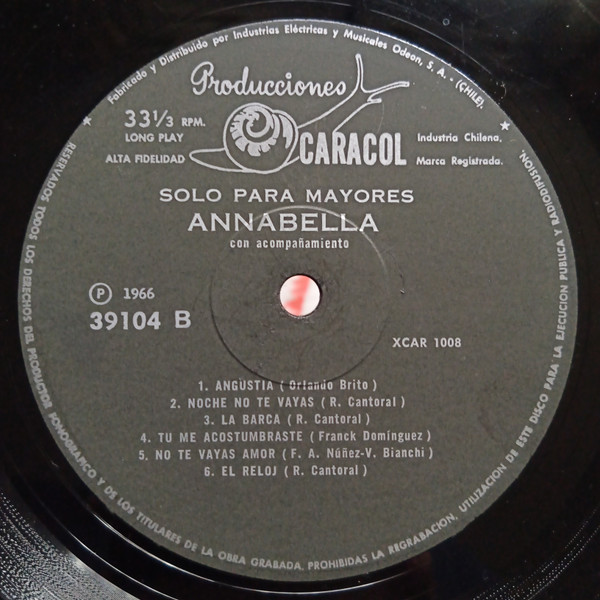 Fabricado y Distribuido por Industrias Eléctricas y Musicales Odeon, S. A. - (CHILE).
Producciones
CARACOL
33 1/3 RPM.
LONG PLAY
ALTA FIDELIDAD
Industria Chilena,
Marca Registrada.
SOLO PARA MAYORES
ANNABELLA
con acompañamiento
Ⓟ 1966
39104 B
XCAR 1008
1. ANGUSTIA ( Orlando Brito )
2. NOCHE NO TE VAYAS ( R. Cantoral )
3. LA BARCA ( R. Cantoral )
4. TU ME ACOSTUMBRASTE ( Franck Domínguez )
5. NO TE VAYAS AMOR ( F. A. Núñez-V. Bianchi )
6. EL RELOJ ( R. Cantoral )
RESERVADOS TODOS LOS DERECHOS DEL PRODUCTOR FONOGRAFICO Y DE LOS TITULARES DE LA OBRA GRABADA. PROHIBIDAS LA REGRABACION, UTILIZACION DE ESTE DISCO PARA LA EJECUCION PUBLICA Y RADIODIFUSION.